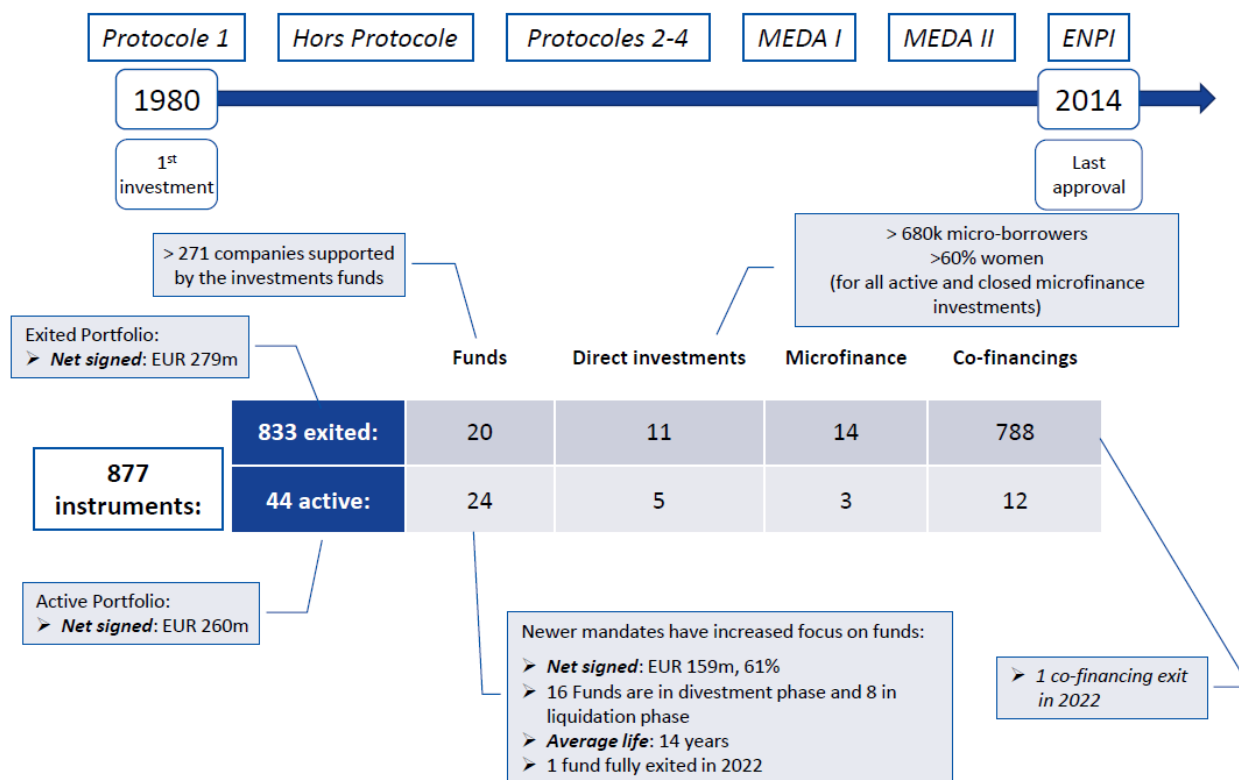 Protocole 1
Hors Protocole
Protocoles 2-4
MEDA I
MEDA II
ENPI
1980
2014
1st
investment
Last
approval
> 271 companies supported
by the investments funds
> 680k micro-borrowers
>60% women
(for all active and closed microfinance
investments)
Exited Portfolio:
➢ Net signed: EUR 279m
Funds
Direct investments
Microfinance
Co-financings
877
instruments:
833 exited:
20
11
14
788
44 active:
24
5
3
12
Active Portfolio:
➢ Net signed: EUR 260m
Newer mandates have increased focus on funds:
➢ Net signed: EUR 159m, 61%
➢ 16 Funds are in divestment phase and 8 in
liquidation phase
➢ Average life: 14 years
➢ 1 fund fully exited in 2022
➢ 1 co-financing exit
in 2022